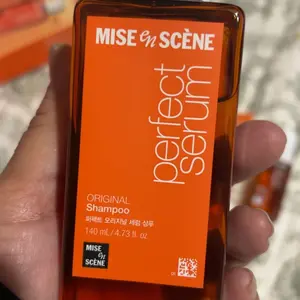 MISE en SCÈNE
perfect
serum
ORIGINAL
Shampoo
퍼펙트 오리지널 세럼 샴푸
140 mL/4.73 fl. oz.
MISE
en
SCÈNE